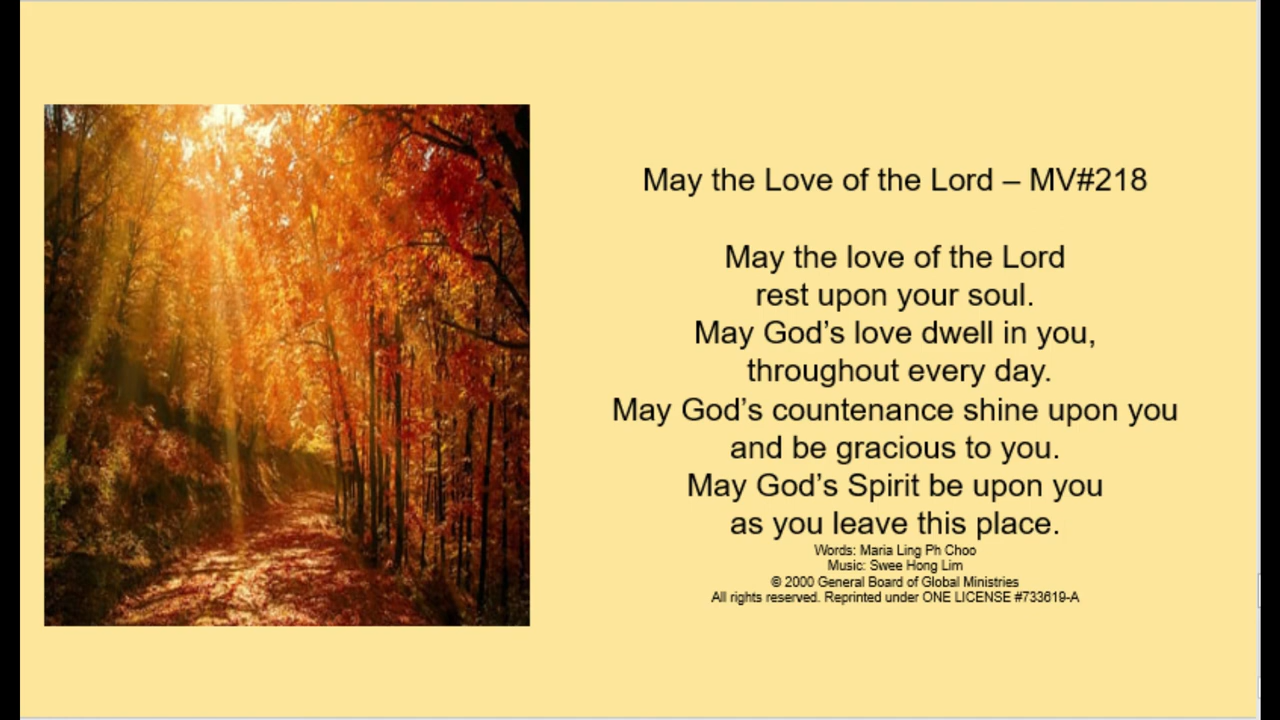 May the Love of the Lord – MV#218
May the love of the Lord
rest upon your soul.
May God’s love dwell in you,
throughout every day.
May God’s countenance shine upon you
and be gracious to you.
May God’s Spirit be upon you
as you leave this place.
Words: Maria Ling Ph Choo
Music: Swee Hong Lim
© 2000 General Board of Global Ministries
All rights reserved. Reprinted under ONE LICENSE #733619-A